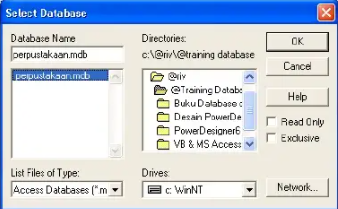 Select Database
Database Name
perpustakaan.mdb
perpustakaan.mdb
Directories:
c:\@riv\@training database
@riv
@Training Databa
Buku Database d
Desain PowerDe
PowerDesigner6
VB & MS Access
OK
Cancel
Help
Read Only
Exclusive
List Files of Type:
Access Databases (*.m
Drives:
c: WinNT
Network...